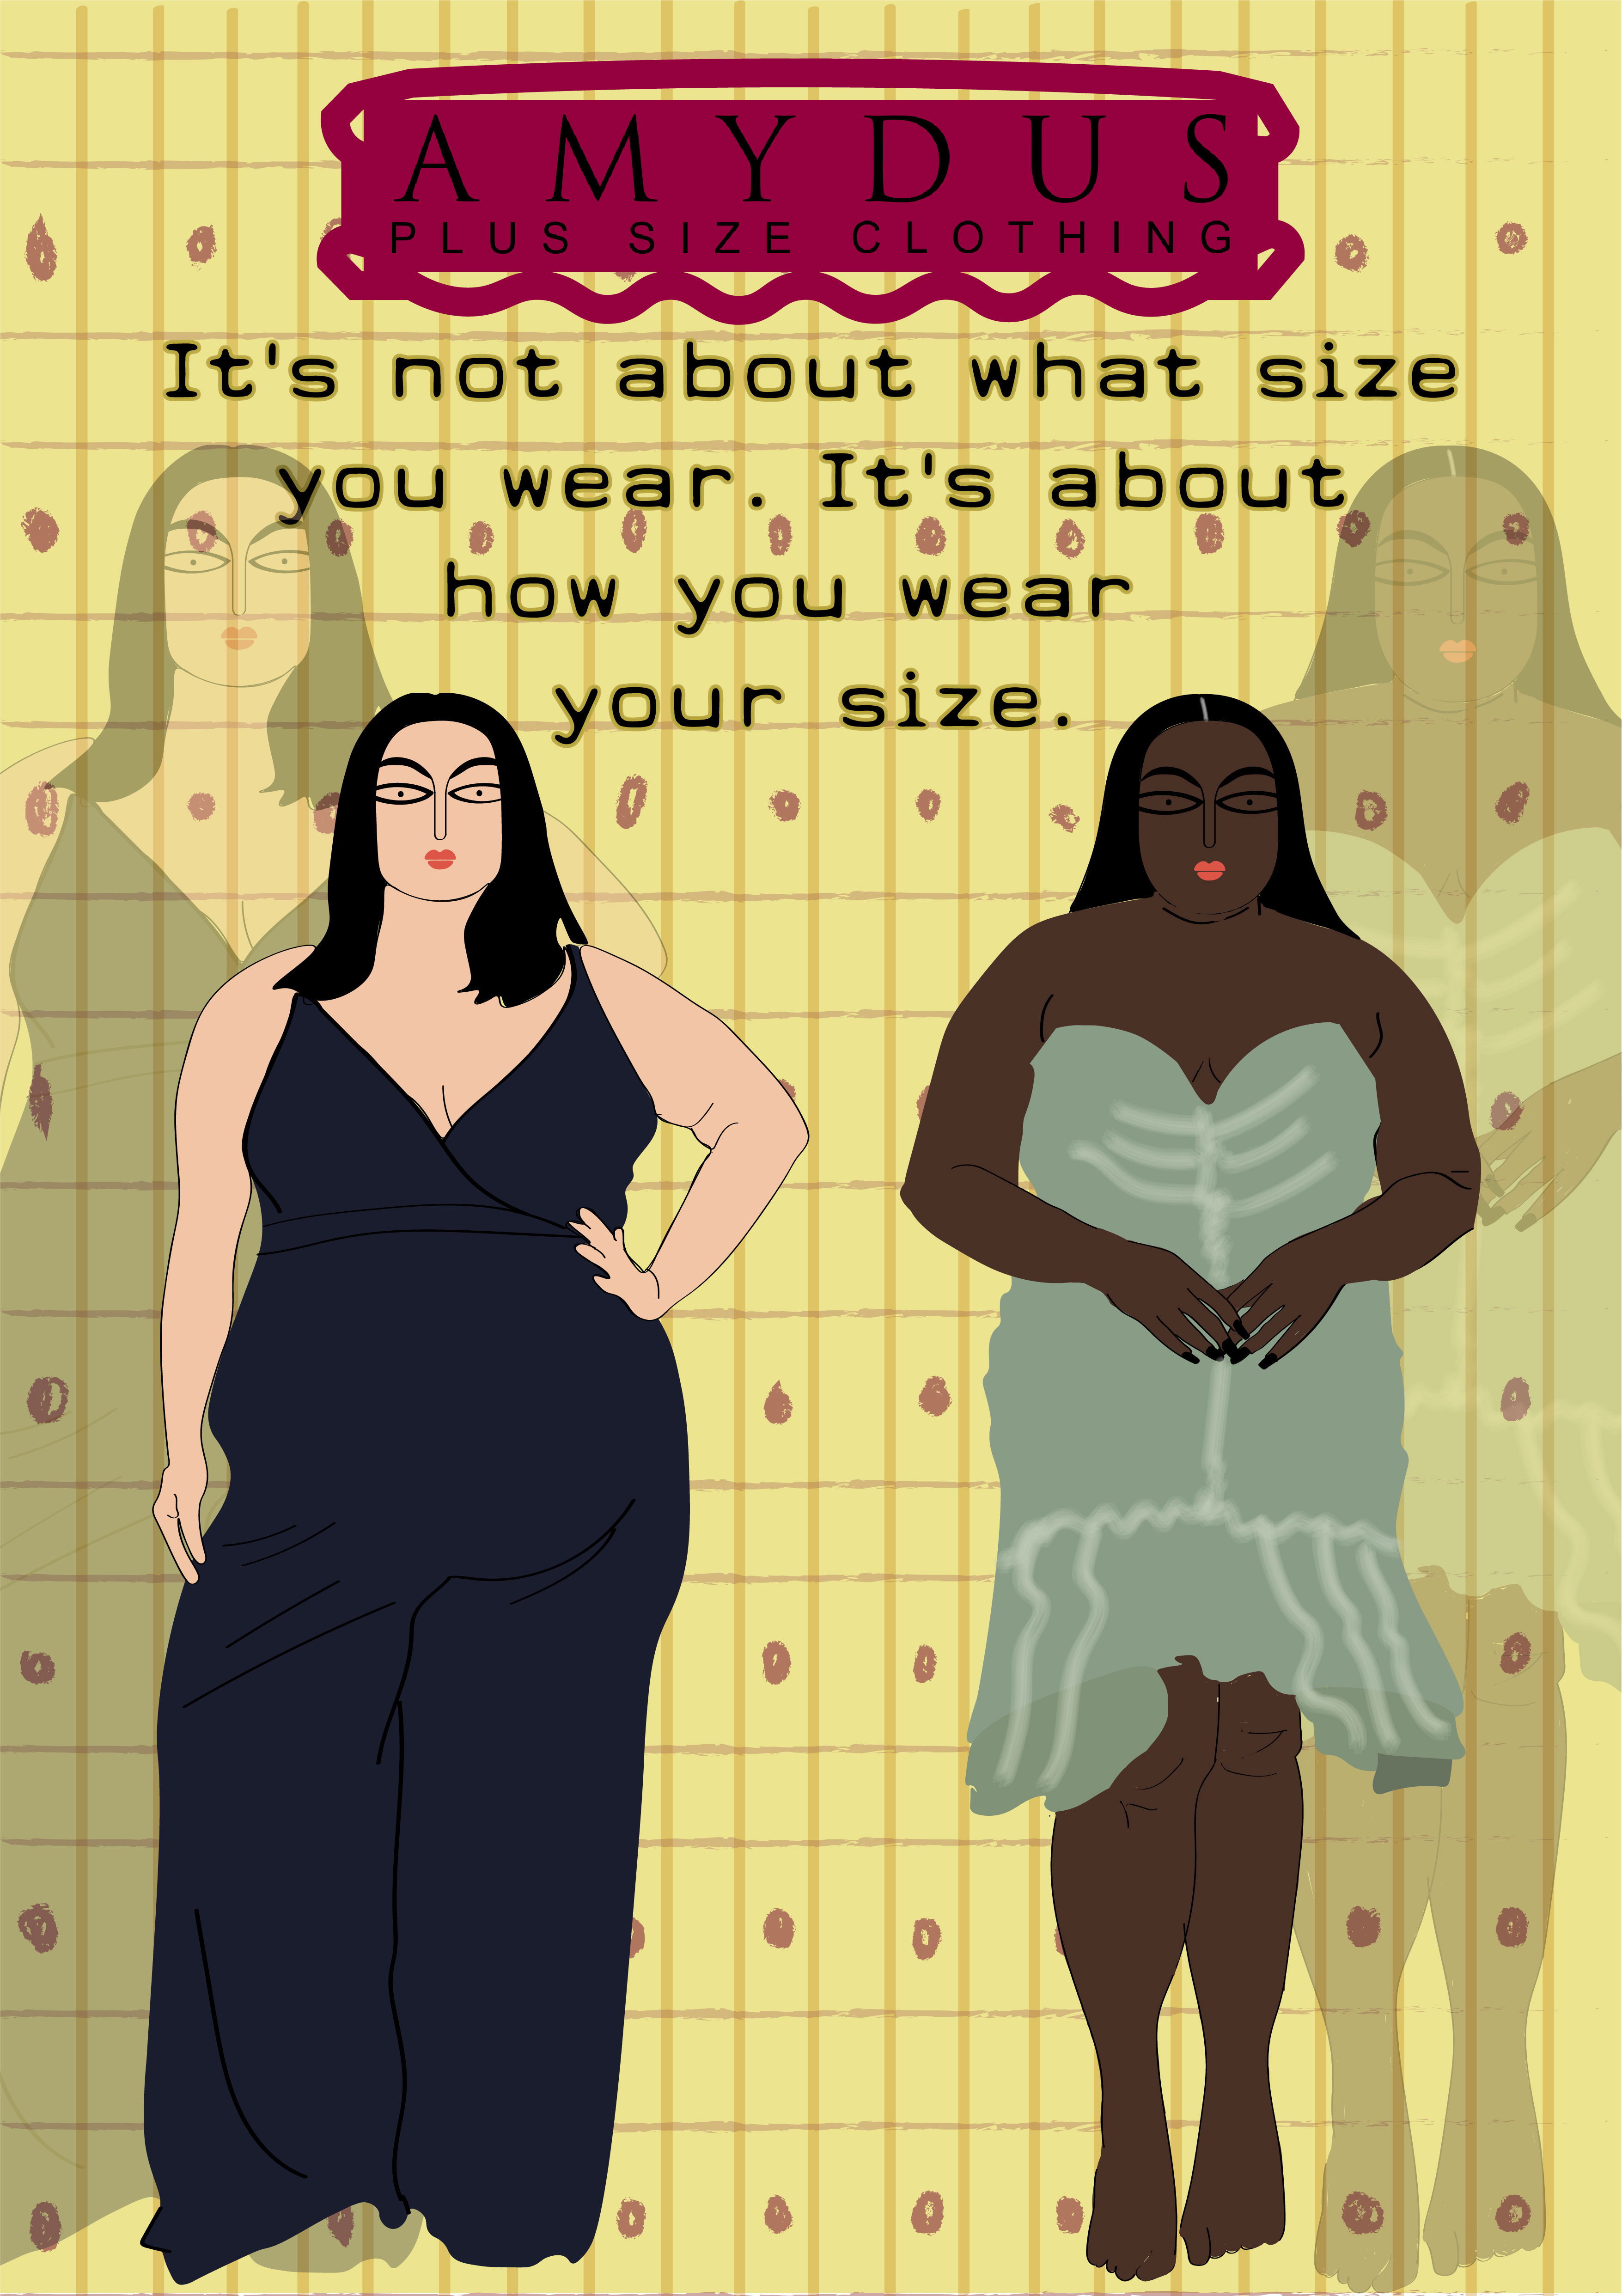 AMYDUS
PLUS SIZE CLOTHING
It's not about what size
you wear. It's about
how you wear
your size.